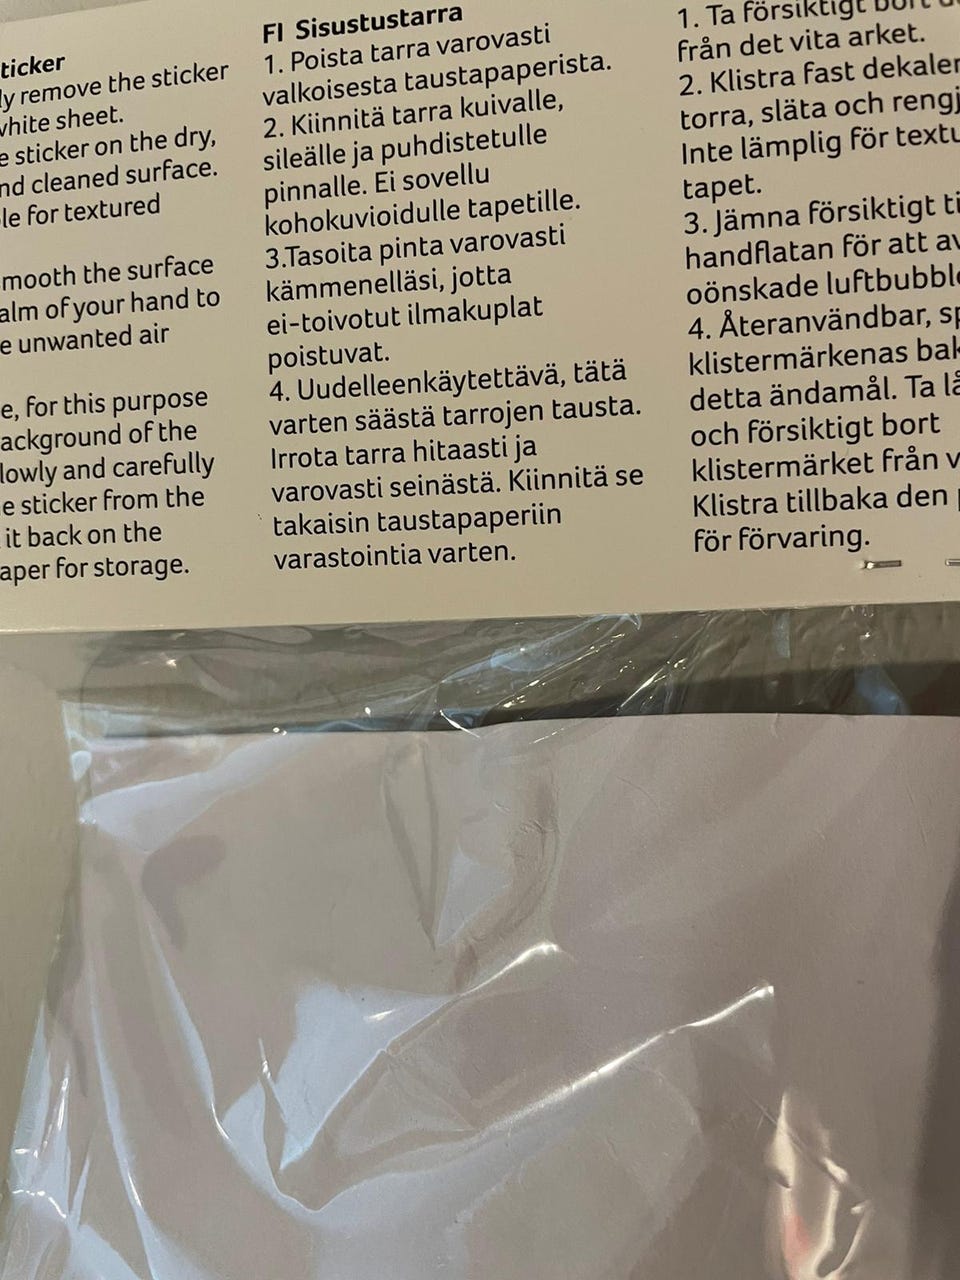 ticker
ly remove the sticker
white sheet.
e sticker on the dry,
nd cleaned surface.
le for textured
mooth the surface
alm of your hand to
e unwanted air
e, for this purpose
ackground of the
lowly and carefully
e sticker from the
it back on the
aper for storage.
FI Sisustustarra
1. Poista tarra varovasti
valkoisesta taustapaperista.
2. Kiinnitä tarra kuivalle,
sileälle ja puhdistetulle
pinnalle. Ei sovellu
kohokuvioidulle tapetille.
3.Tasoita pinta varovasti
kämmenelläsi, jotta
ei-toivotut ilmakuplat
poistuvat.
4. Uudelleenkäytettävä, tätä
varten säästä tarrojen tausta.
Irrota tarra hitaasti ja
varovasti seinästä. Kiinnitä se
takaisin taustapaperiin
varastointia varten.
1. Ta försiktigt bort
från det vita arket.
2. Klistra fast dekaler
torra, släta och rengj
Inte lämplig för textu
tapet.
3. Jämna försiktigt ti
handflatan för att av
oönskade luftbubbl
4. Återanvändbar, sp
klistermärkenas bak
detta ändamål. Ta lå
och försiktigt bort
klistermärket från v
Klistra tillbaka den
för förvaring.